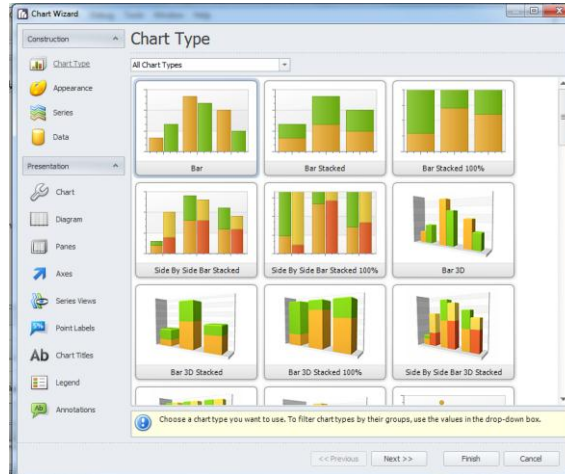 Chart Wizard
Construction
Chart Type
Appearance
Series
Data
Presentation
Chart
Diagram
Panes
Axes
Series Views
Point Labels
Ab Chart Titles
Legend
Annotations
Chart Type
All Chart Types
Bar
Bar Stacked
Bar Stacked 100%
Side By Side Bar Stacked
Side By Side Bar Stacked 100%
Bar 3D
Bar 3D Stacked
Bar 3D Stacked 100%
Side By Side Bar 3D Stacked
Choose a chart type you want to use. To filter chart types by their groups, use the values in the drop-down box.
<< Previous
Next >>
Finish
Cancel